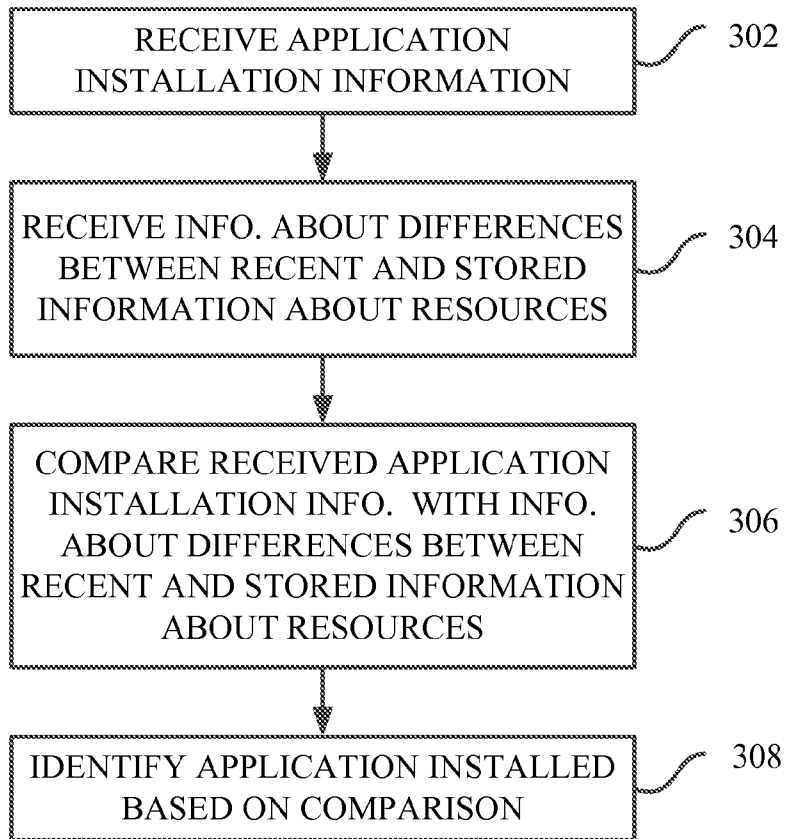 RECEIVE APPLICATION
INSTALLATION INFORMATION
302
RECEIVE INFO. ABOUT DIFFERENCES
BETWEEN RECENT AND STORED
INFORMATION ABOUT RESOURCES
304
COMPARE RECEIVED APPLICATION
INSTALLATION INFO. WITH INFO.
ABOUT DIFFERENCES BETWEEN
RECENT AND STORED INFORMATION
ABOUT RESOURCES
306
IDENTIFY APPLICATION INSTALLED
BASED ON COMPARISON
308